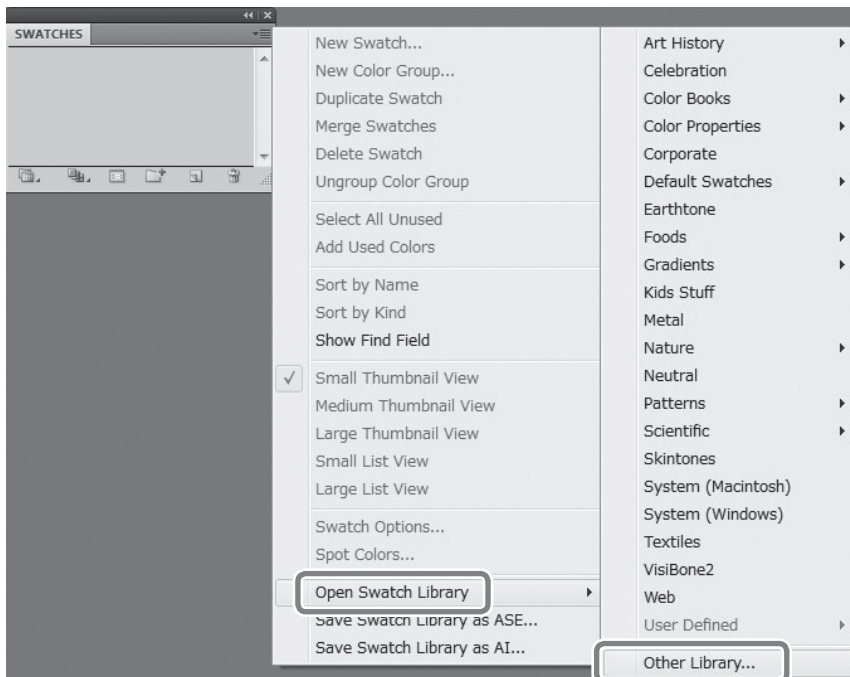 SWATCHES
New Swatch...
New Color Group...
Duplicate Swatch
Merge Swatches
Delete Swatch
Ungroup Color Group
Select All Unused
Add Used Colors
Sort by Name
Sort by Kind
Show Find Field
Small Thumbnail View
Medium Thumbnail View
Large Thumbnail View
Small List View
Large List View
Swatch Options...
Spot Colors...
Open Swatch Library
Save Swatch Library as ASE...
Save Swatch Library as AI...
Art History
Celebration
Color Books
Color Properties
Corporate
Default Swatches
Earthtone
Foods
Gradients
Kids Stuff
Metal
Nature
Neutral
Patterns
Scientific
Skintones
System (Macintosh)
System (Windows)
Textiles
VisiBone2
Web
User Defined
Other Library...